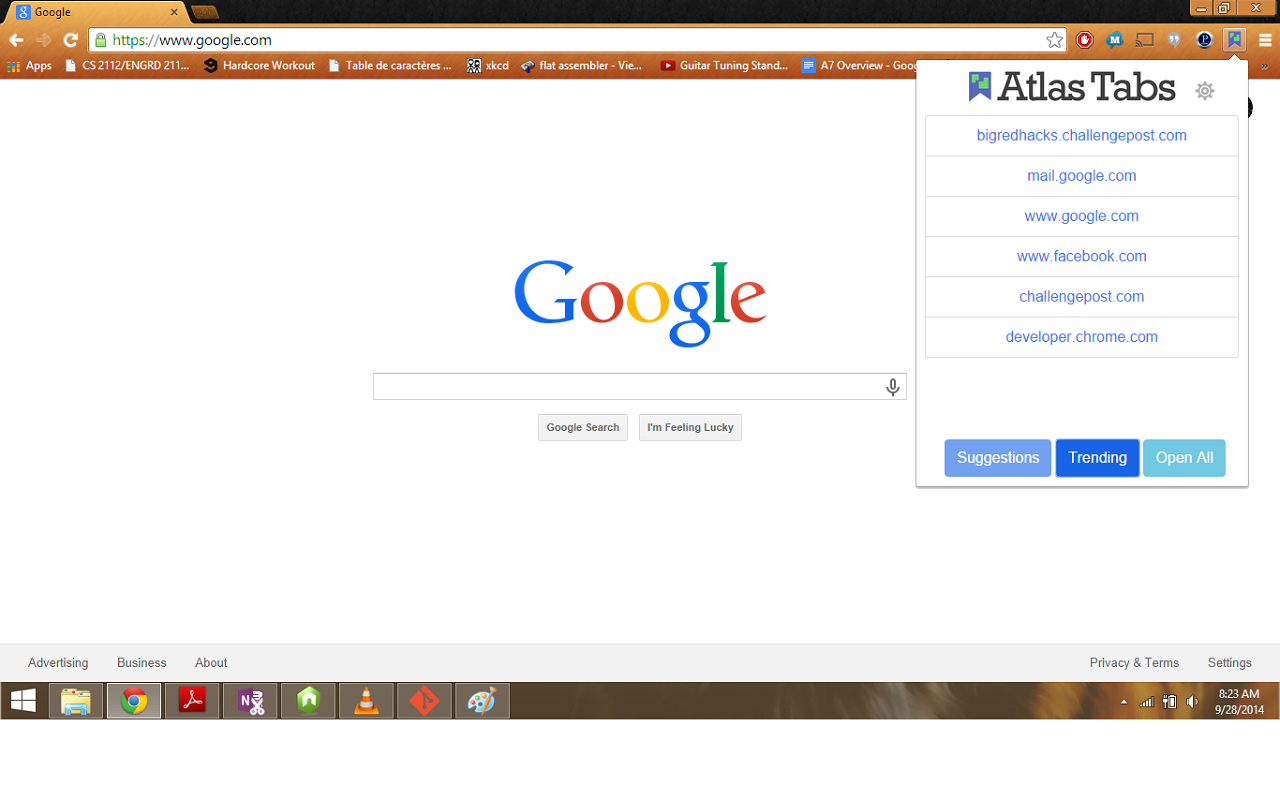 Google
https://www.google.com
Apps
CS 2112/ENGRD 211...
Hardcore Workout
Table de caractères ...
xkcd
flat assembler - Vie...
Guitar Tuning Stand...
A7 Overview - Goog
»
Atlas Tabs
bigredhacks.challengepost.com
mail.google.com
www.google.com
www.facebook.com
challengepost.com
developer.chrome.com
Suggestions
Trending
Open All
Google
Google Search
I'm Feeling Lucky
Advertising
Business
About
Privacy & Terms
Settings
8:23 AM
9/28/2014